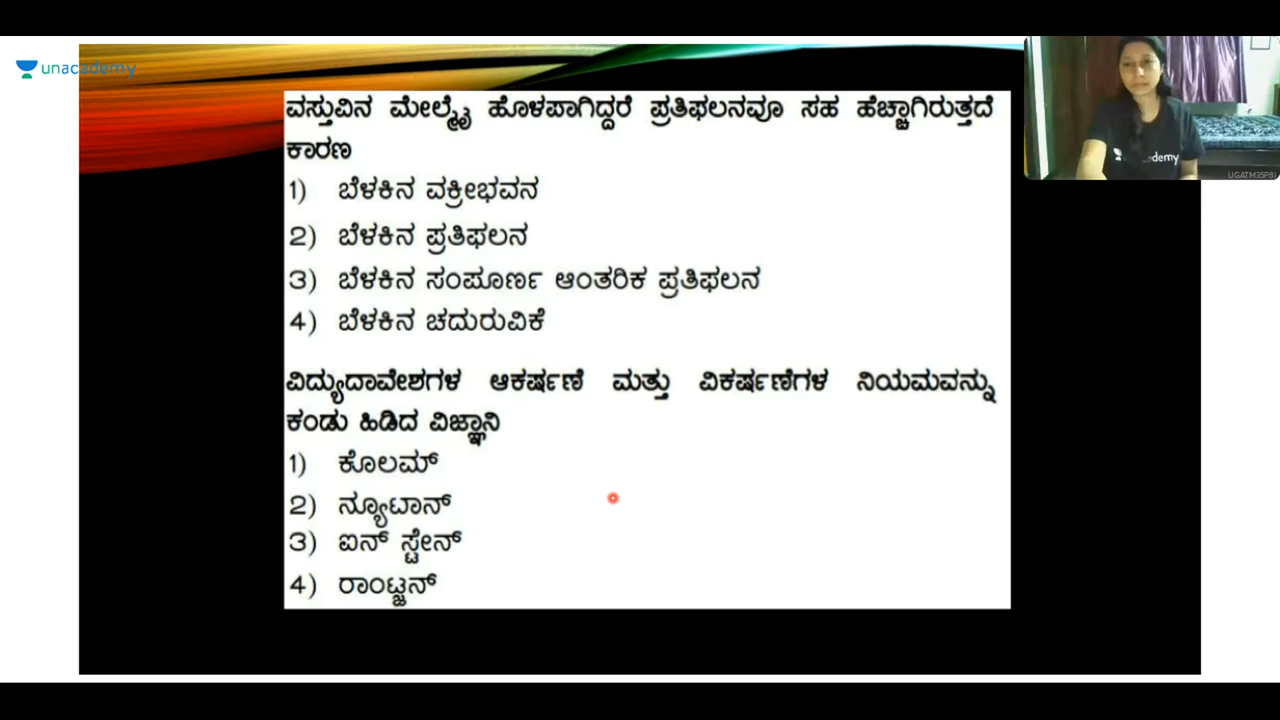 unacademy
ವಸ್ತುವಿನ ಮೇಲ್ಮೈ ಹೊಳಪಾಗಿದ್ದರೆ ಪ್ರತಿಫಲನವೂ ಸಹ ಹೆಚ್ಚಾಗಿರುತ್ತದೆ
ಕಾರಣ
1) ಬೆಳಕಿನ ವಕ್ರೀಭವನ
2) ಬೆಳಕಿನ ಪ್ರತಿಫಲನ
3) ಬೆಳಕಿನ ಸಂಪೂರ್ಣ ಆಂತರಿಕ ಪ್ರತಿಫಲನ
4) ಬೆಳಕಿನ ಚದುರುವಿಕೆ
ವಿದ್ಯುದಾವೇಶಗಳ ಆಕರ್ಷಣೆ ಮತ್ತು ವಿಕರ್ಷಣೆಗಳ ನಿಯಮವನ್ನು
ಕಂಡು ಹಿಡಿದ ವಿಜ್ಞಾನಿ
1) ಕೊಲಮ್
2) ನ್ಯೂಟಾನ್
3) ಐನ್ ಸ್ಟೇನ್
4) ರಾಂಟ್ಜನ್
UGATM3SP8I